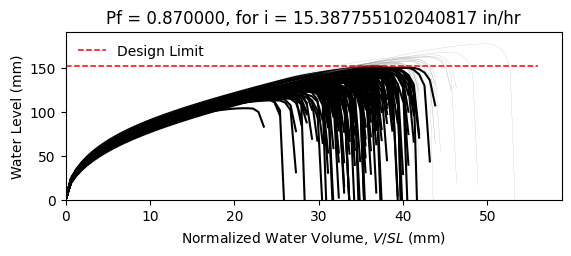 Pf = 0.870000, for i = 15.387755102040817 in/hr
Design Limit
Water Level (mm)
150
100
50
0
0 10 20 30 40 50
Normalized Water Volume, V/SL (mm)